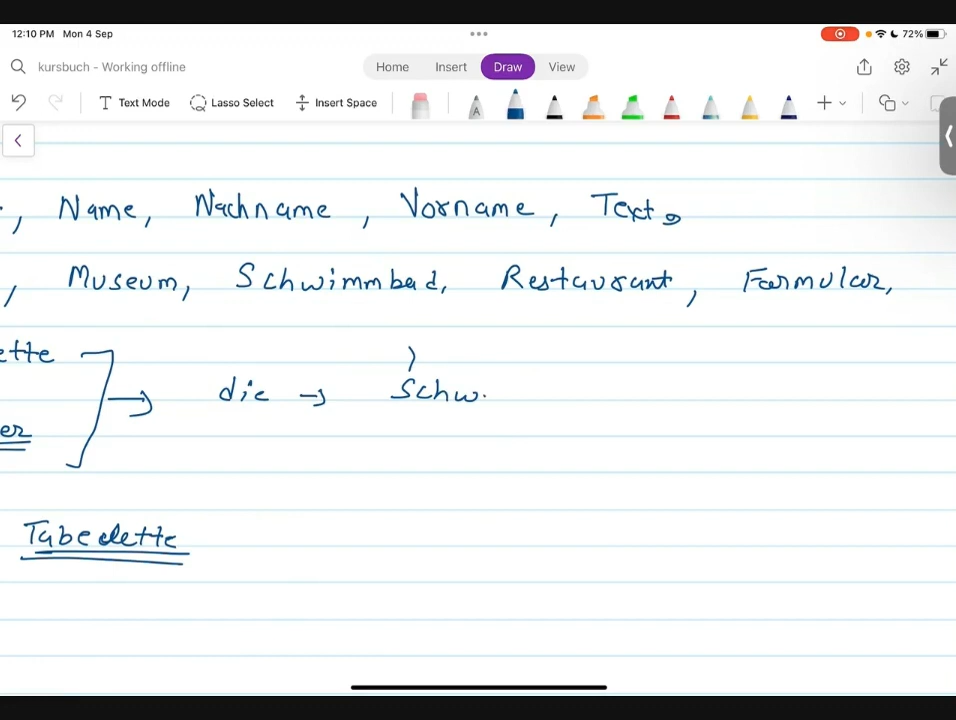 12:10 PM Mon 4 Sep
72%
kursbuch - Working offline
Home Insert Draw View
Text Mode Lasso Select Insert Space
, Name, Nachname , Vorname , Text
, Museum, Schwimmbad, Restaurant , Formular,
ette
die → Schw.
er